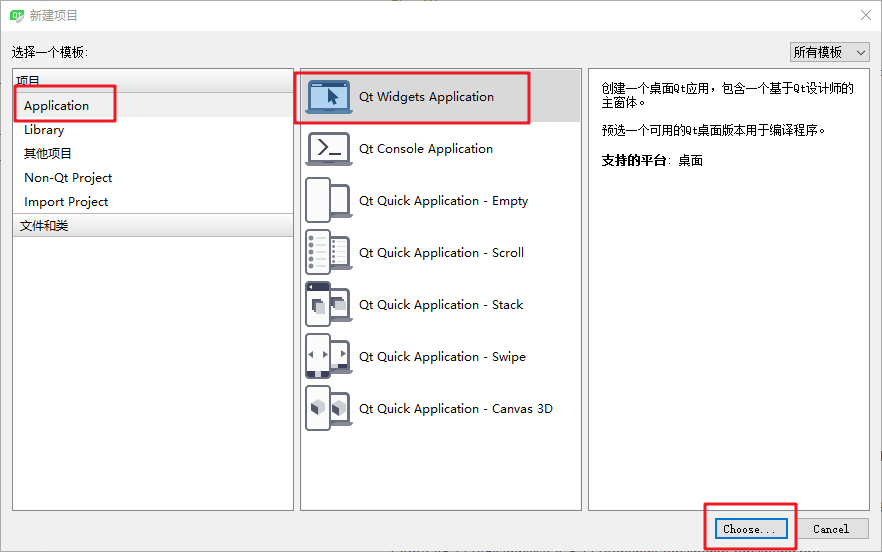 新建项目
选择一个模板:
所有模板
项目
Application
Library
其他项目
Non-Qt Project
Import Project
文件和类
Qt Widgets Application
Qt Console Application
Qt Quick Application - Empty
Qt Quick Application - Scroll
Qt Quick Application - Stack
Qt Quick Application - Swipe
Qt Quick Application - Canvas 3D
创建一个桌面Qt应用，包含一个基于Qt设计师的
主窗体。
预选一个可用的Qt桌面版本用于编译程序。
支持的平台：桌面
Choose...
Cancel